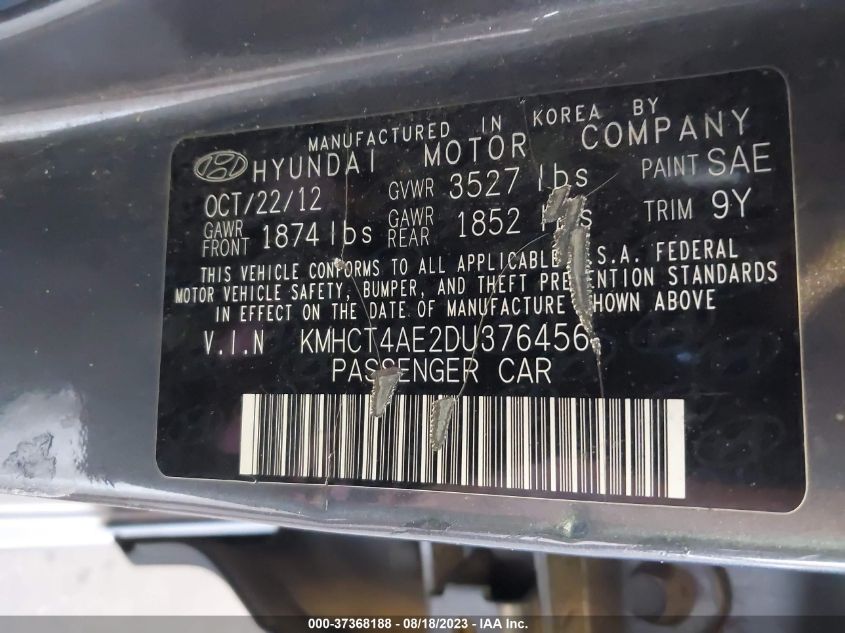 MANUFACTURED IN KOREA BY
HYUNDAI MOTOR COMPANY
OCT/22/12 GVWR 3527 lbs PAINT SAE
GAWR FRONT 1874 lbs GAWR REAR 1852 TRIM 9Y
THIS VEHICLE CONFORMS TO ALL APPLICABLE S.A. FEDERAL
MOTOR VEHICLE SAFETY, BUMPER, AND THEFT PREVENTION STANDARDS
IN EFFECT ON THE DATE OF MANUFACTURE SHOWN ABOVE
V.I.N KMHCT4AE2DU376456
PASSENGER CAR
000-37368188 - 08/18/2023 - IAA Inc.